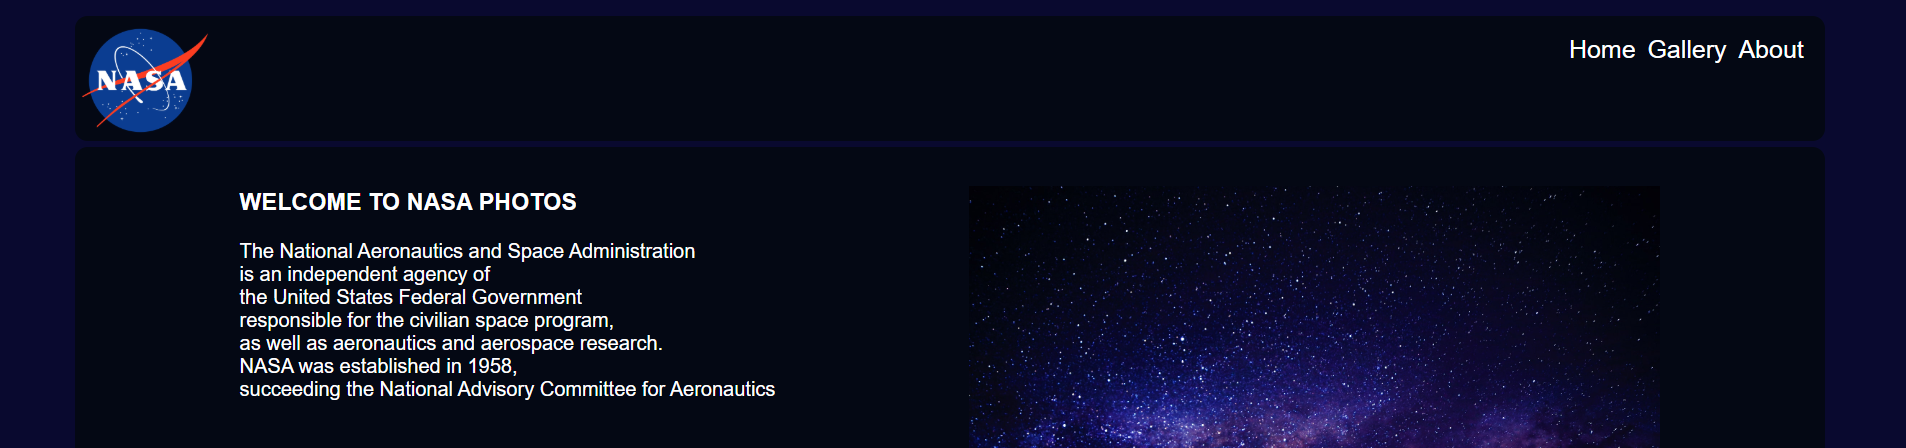 NASA
Home Gallery About
WELCOME TO NASA PHOTOS
The National Aeronautics and Space Administration
is an independent agency of
the United States Federal Government
responsible for the civilian space program,
as well as aeronautics and aerospace research.
NASA was established in 1958,
succeeding the National Advisory Committee for Aeronautics